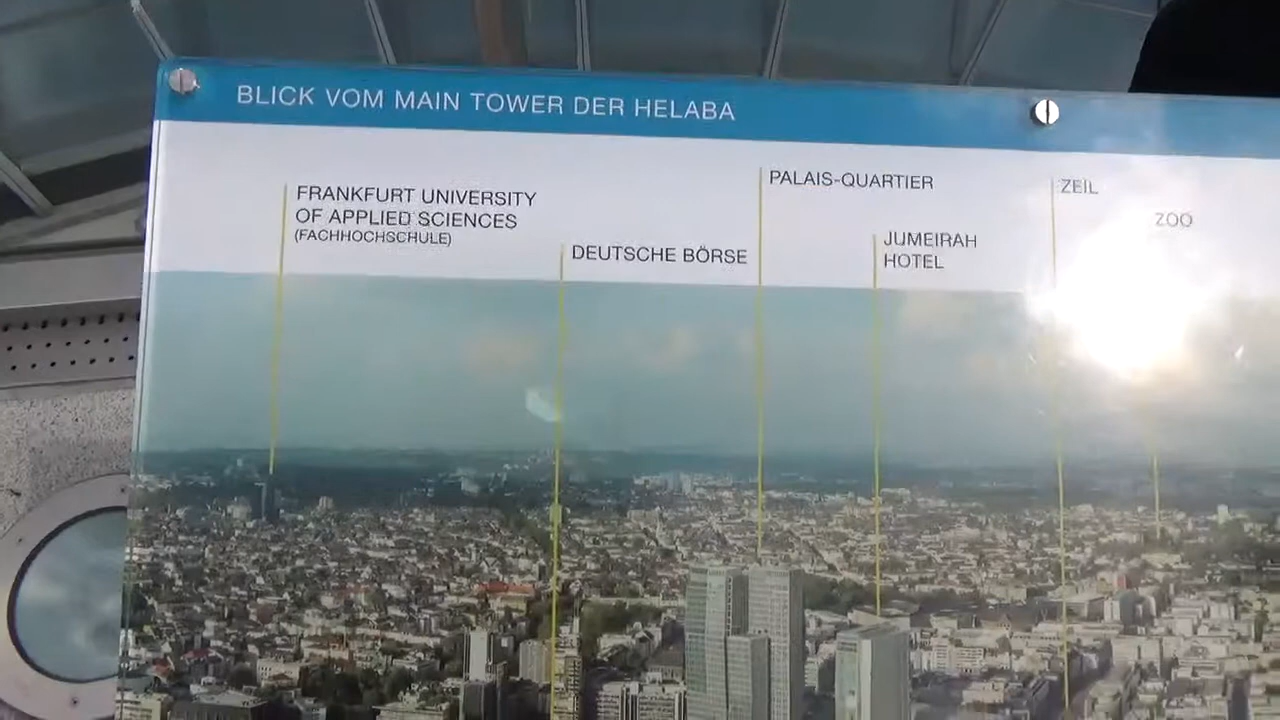 BLICK VOM MAIN TOWER DER HELABA
FRANKFURT UNIVERSITY
OF APPLIED SCIENCES
(FACHHOCHSCHULE)
DEUTSCHE BÖRSE
PALAIS-QUARTIER
JUMEIRAH
HOTEL
ZEIL
ZOO